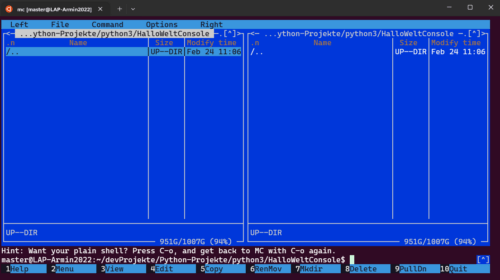 mc [master@LAP-Armin2022]
Left File Command Options Right
<─ ...ython-Projekte/python3/HalloWeltConsole ─.[^]>
.n Name Size Modify time
/.. UP--DIR Feb 24 11:06
UP--DIR
951G/1007G (94%)
<─ ...ython-Projekte/python3/HalloWeltConsole ─.[^]>
.n Name Size Modify time
/.. UP--DIR Feb 24 11:06
UP--DIR
951G/1007G (94%)
Hint: Want your plain shell? Press C-o, and get back to MC with C-o again.
master@LAP-Armin2022:~/devProjekte/Python-Projekte/python3/HalloWeltConsole$ [^]
1Help 2Menu 3View 4Edit 5Copy 6RenMov 7Mkdir 8Delete 9PullDn 10Quit